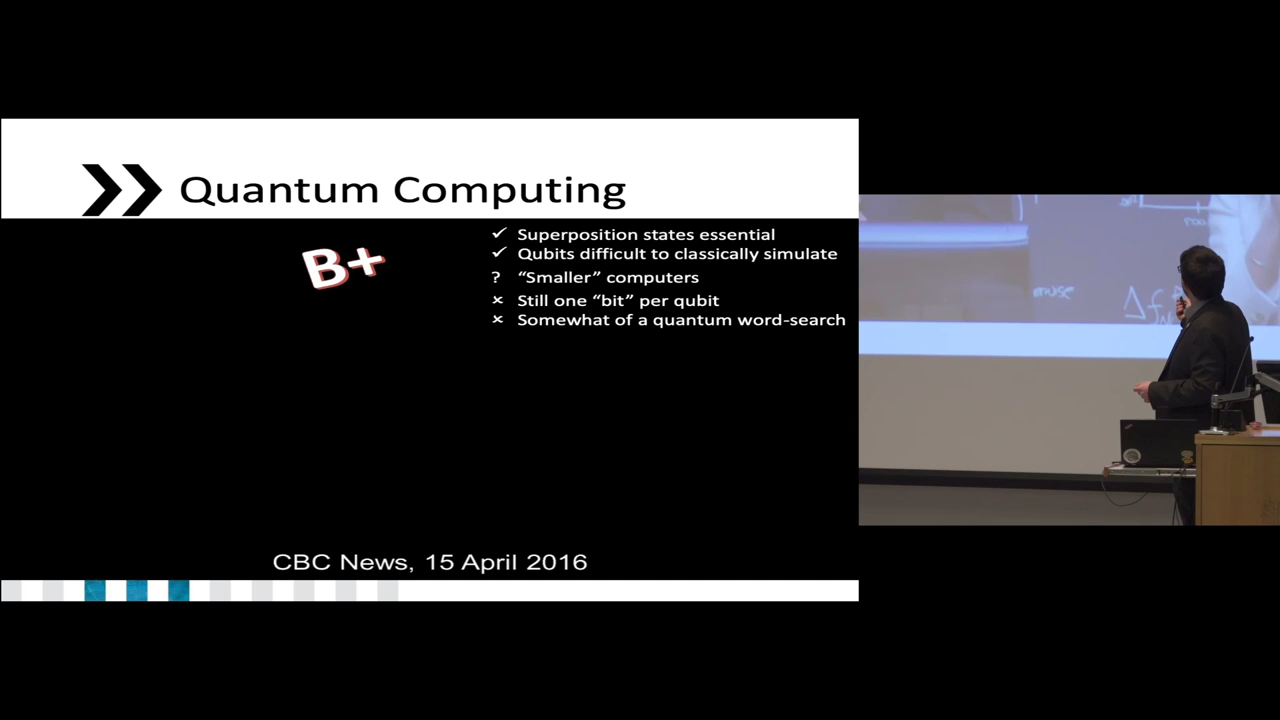 Quantum Computing
B+
✓ Superposition states essential
✓ Qubits difficult to classically simulate
? “Smaller” computers
× Still one “bit” per qubit
× Somewhat of a quantum word-search
CBC News, 15 April 2016